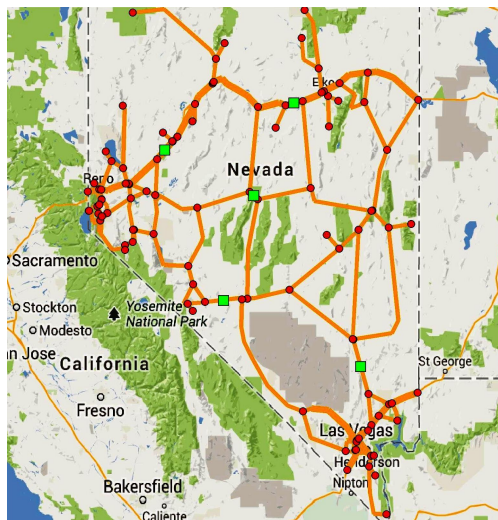 Elko
Nevada
Reno
Sacramento
Yosemite
National Park
Stockton
Modesto
an Jose
California
St George
Fresno
Las Vegas
Henderson
Bakersfield
Nipton
Caliente